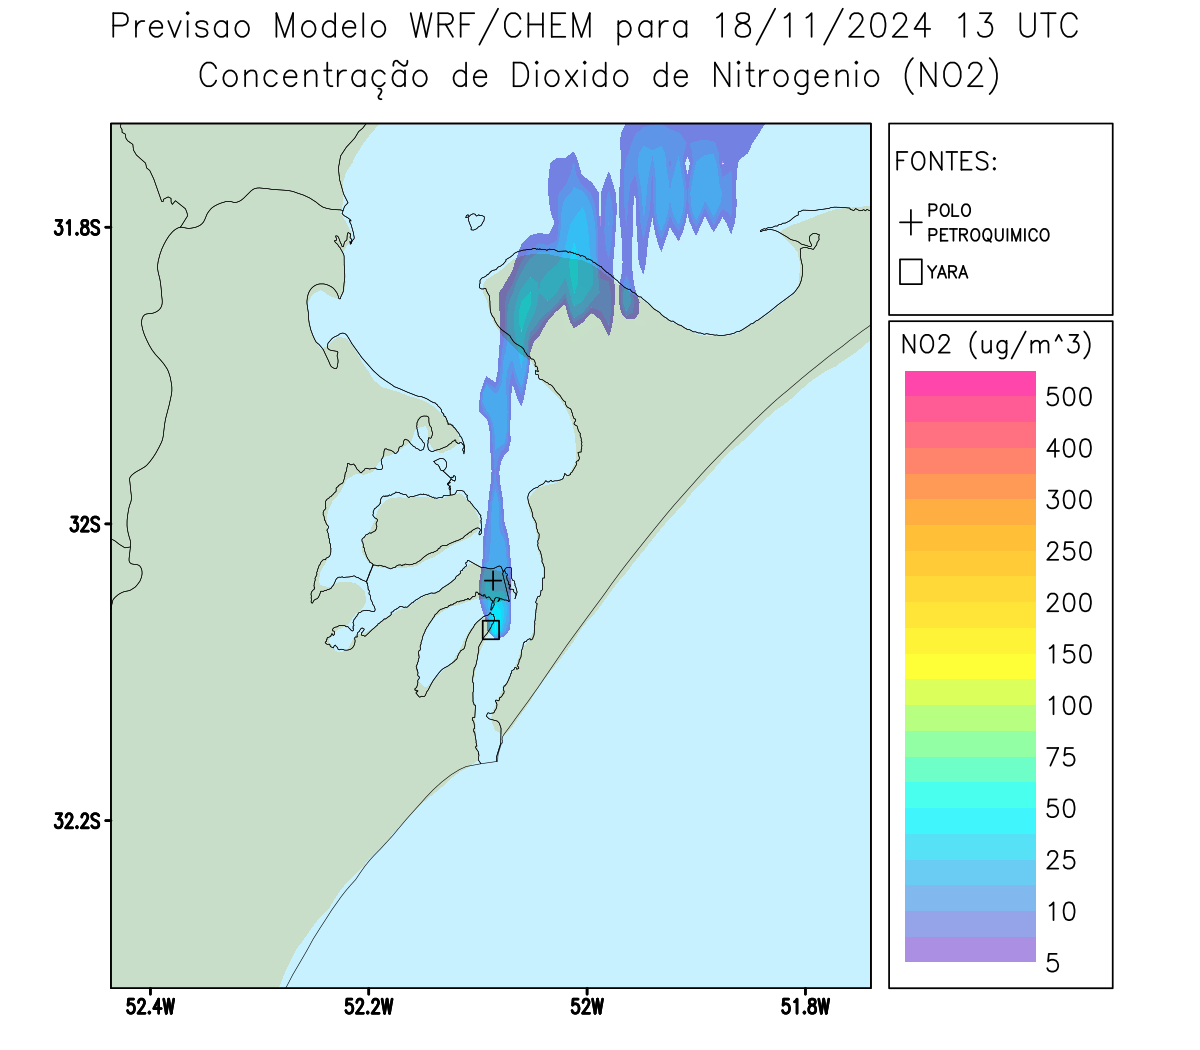 Previsao Modelo WRF/CHEM para 18/11/2024 13 UTC
Concentração de Dioxido de Nitrogenio (NO2)
FONTES:
POLO
PETROQUIMICO
YARA
NO2 (ug/m^3)
500
400
300
250
200
150
100
75
50
25
10
5
31.8S
32S
32.2S
52.4W
52.2W
52W
51.8W